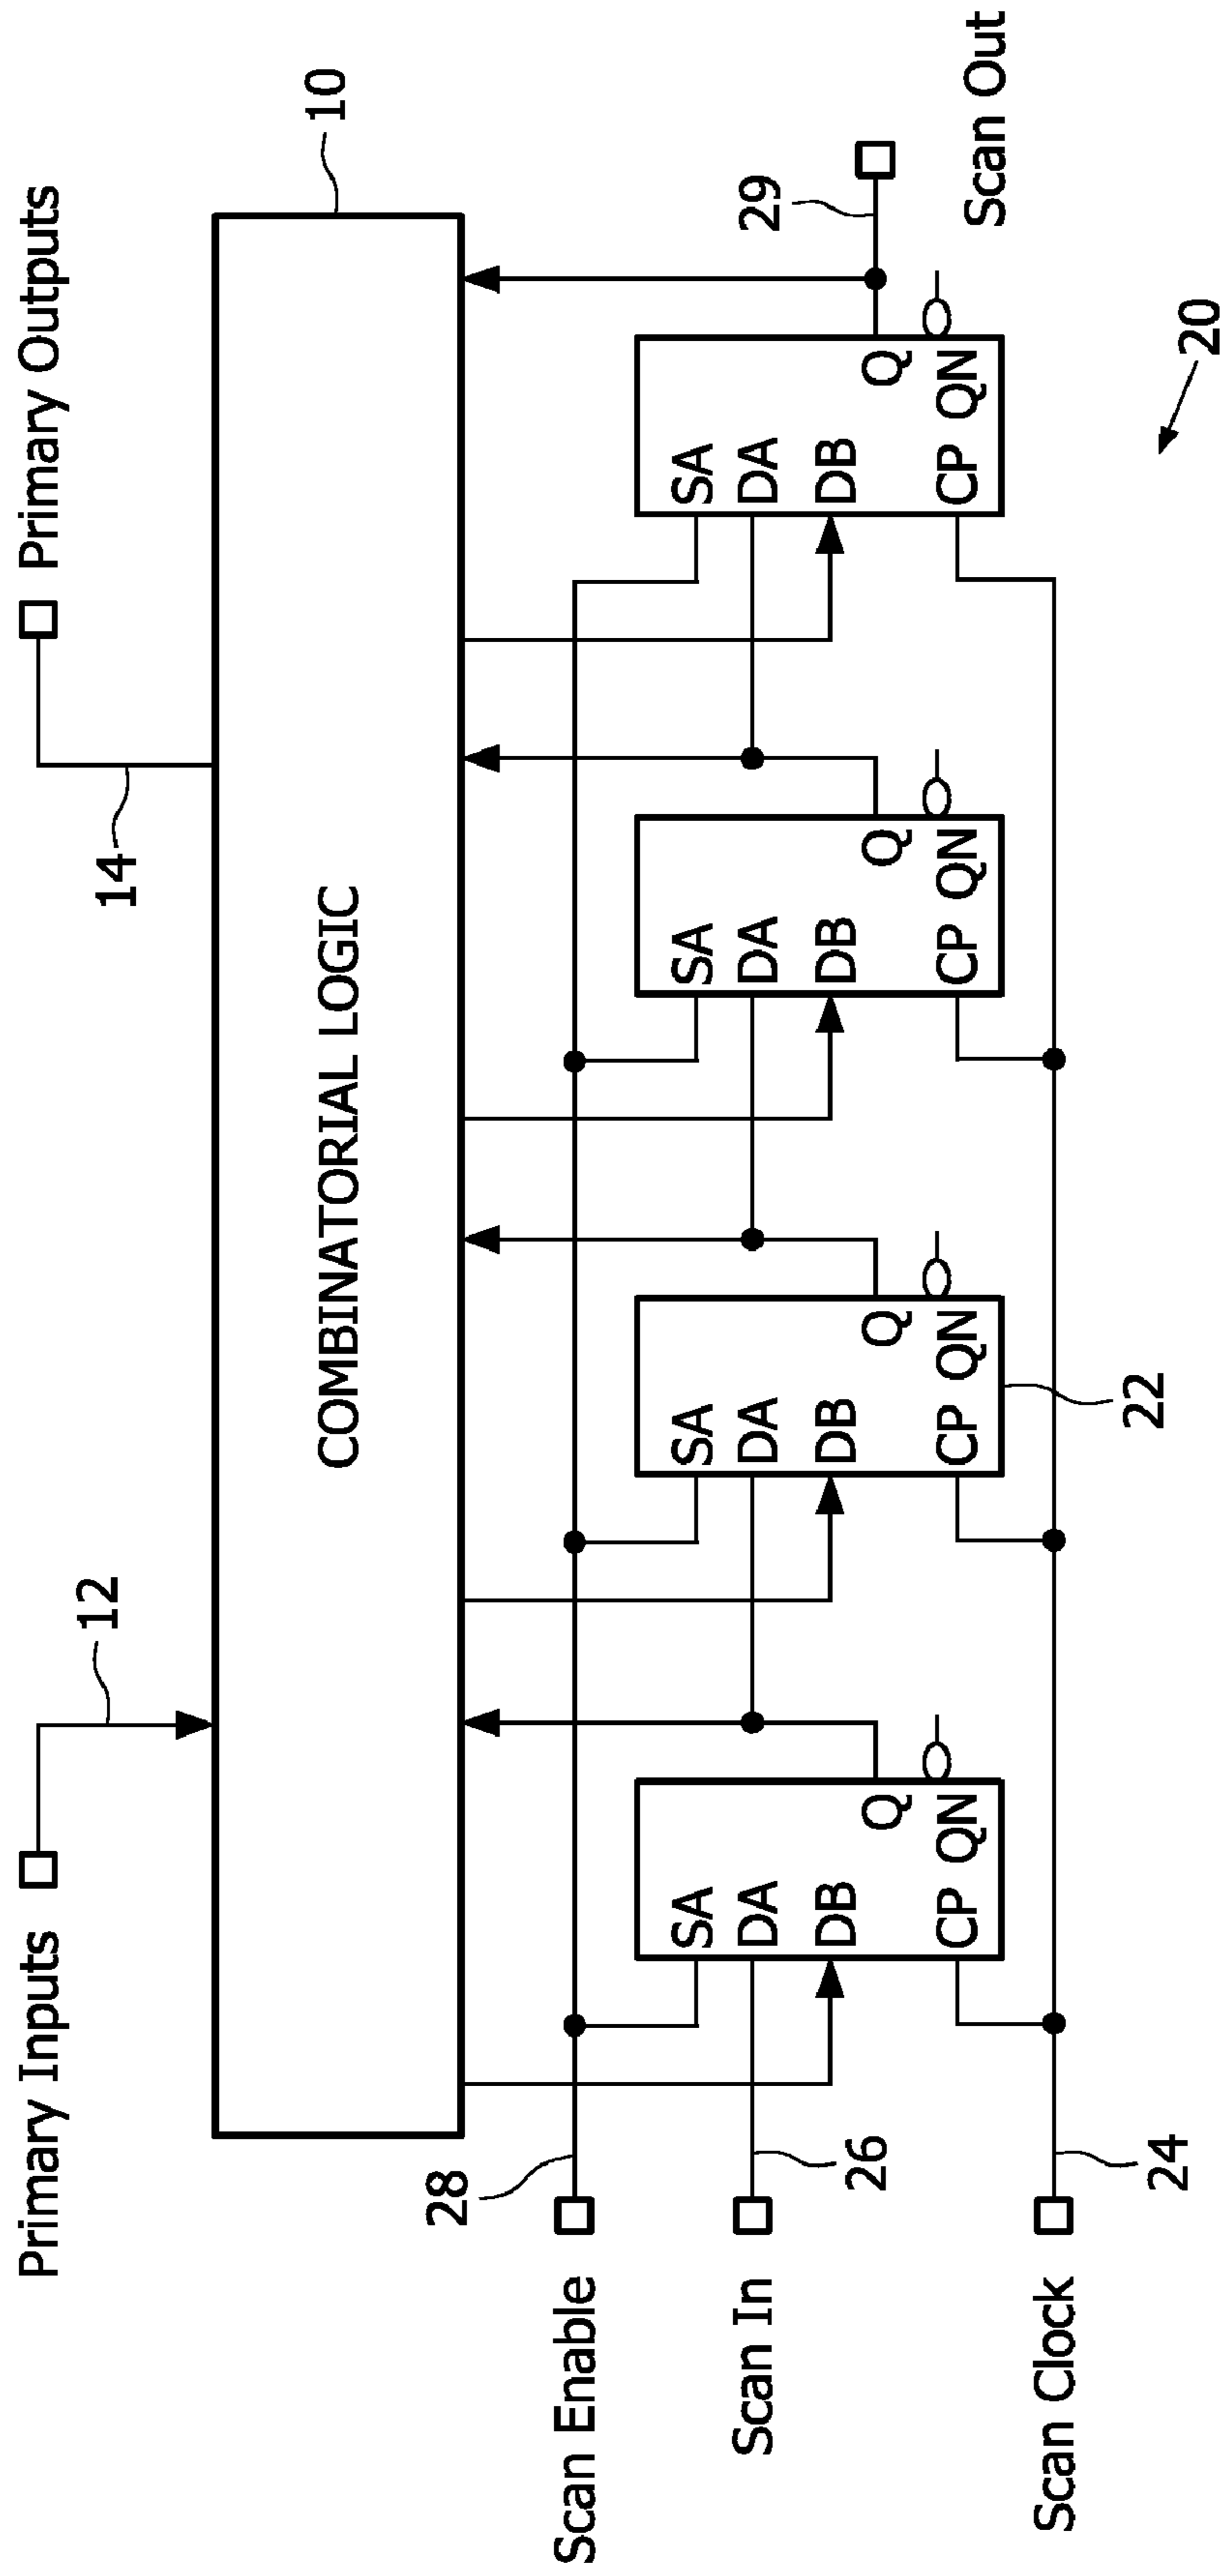 Primary Inputs
Primary Outputs
12
14
10
COMBINATORIAL LOGIC
28
Scan Enable
26
Scan In
24
Scan Clock
SA
DA
DB
Q
CP QN
SA
DA
DB
Q
CP QN
22
SA
DA
DB
Q
CP QN
SA
DA
DB
Q
CP QN
29
Scan Out
20